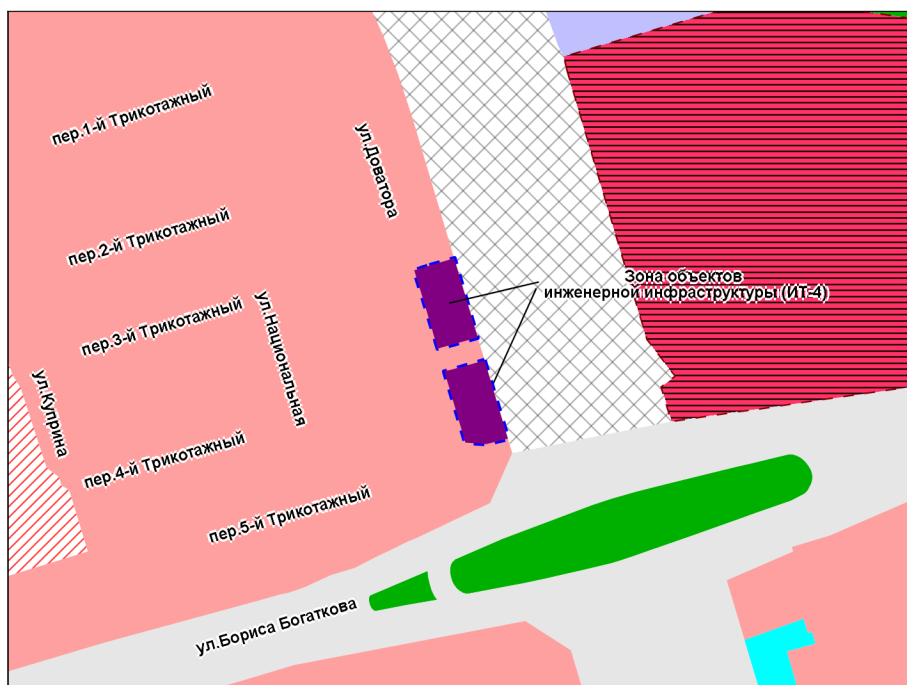 пер.1-й Трикотажный
ул.Доватора
пер.2-й Трикотажный
Зона объектов
инженерной инфраструктуры (ИТ-4)
пер.3-й Трикотажный
ул.Национальная
ул.Куприна
пер.4-й Трикотажный
пер.5-й Трикотажный
ул.Бориса Богаткова